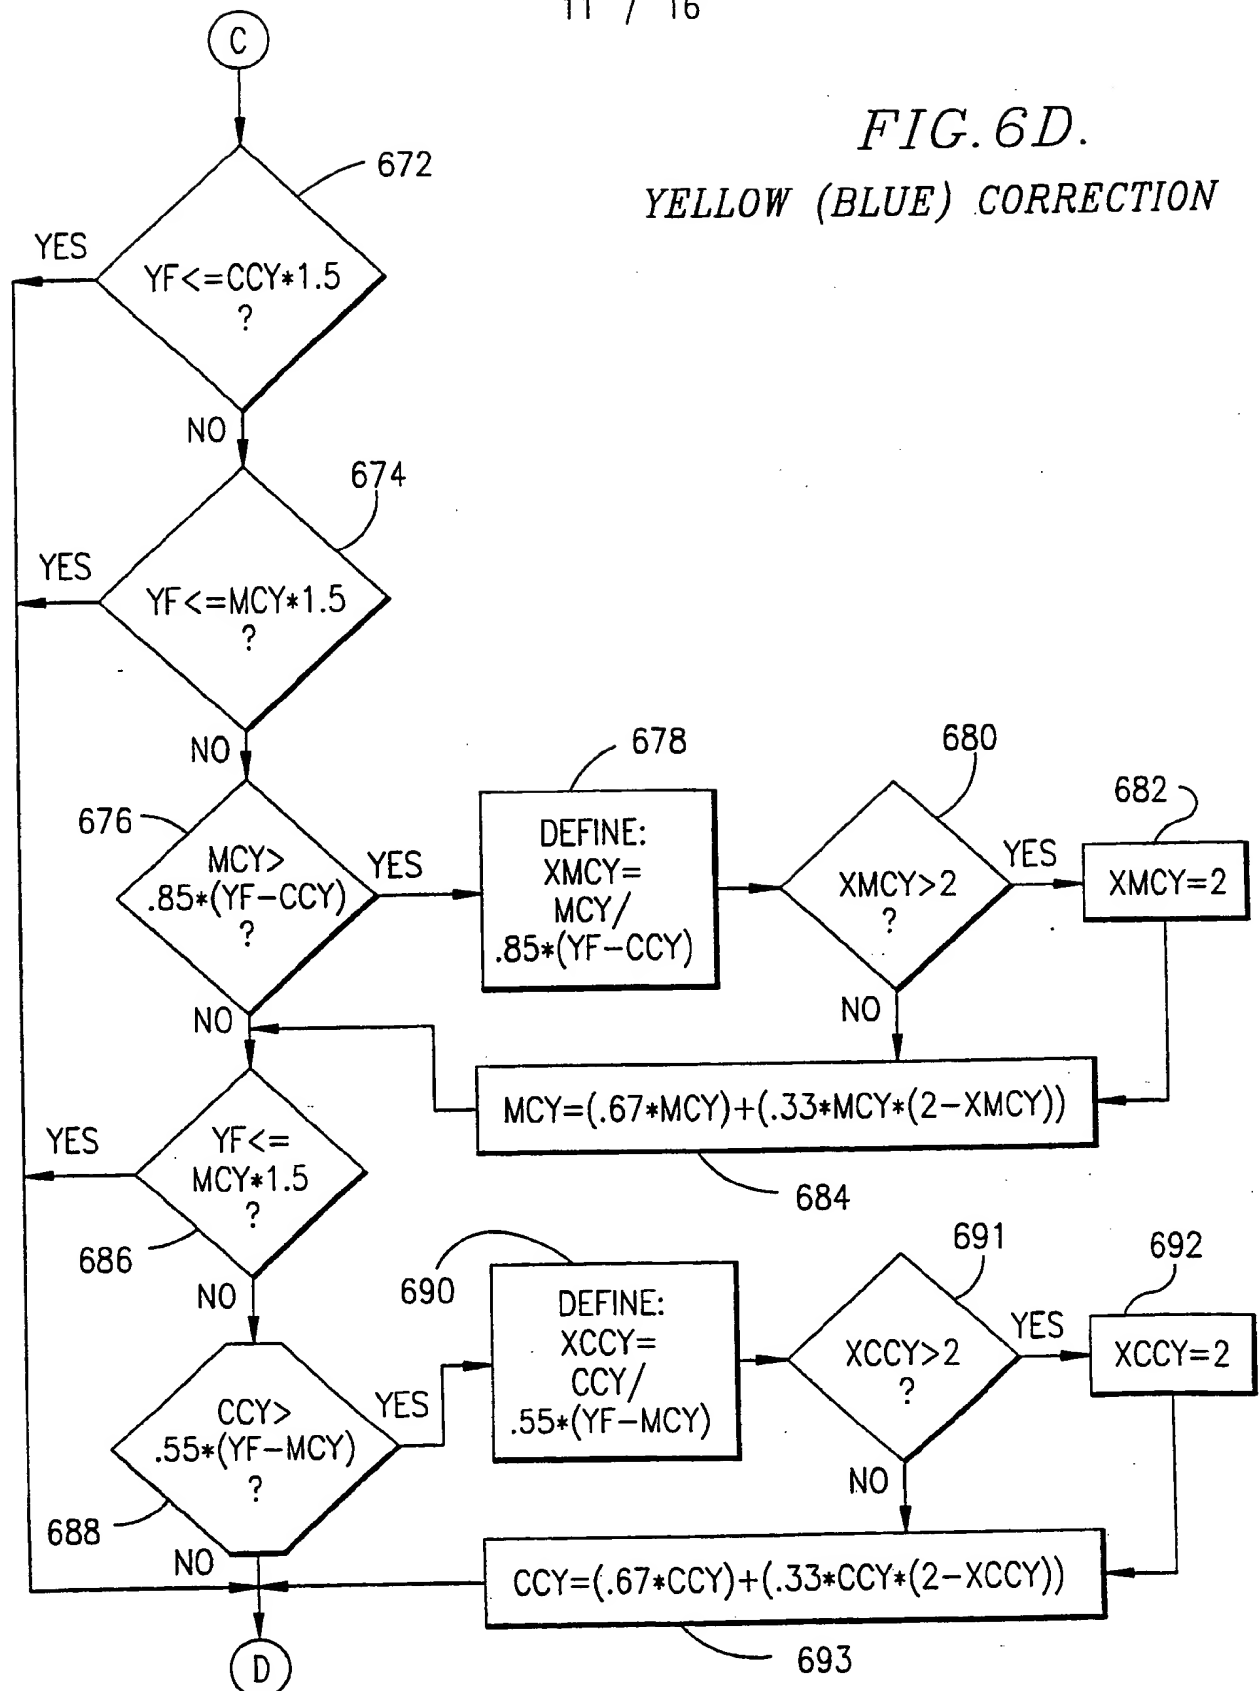 11 / 16
C
FIG. 6D.
YELLOW (BLUE) CORRECTION
672
YES
YF<=CCY*1.5
?
NO
674
YES
YF<=MCY*1.5
?
NO
676
MCY>
.85*(YF-CCY)
?
YES
678
DEFINE:
XMCY=
MCY/
.85*(YF-CCY)
680
XMCY>2
?
YES
682
XMCY=2
NO
NO
MCY=(.67*MCY)+(.33*MCY*(2-XMCY))
684
YES
YF<=
MCY*1.5
?
686
NO
688
CCY>
.55*(YF-MCY)
?
YES
690
DEFINE:
XCCY=
CCY/
.55*(YF-MCY)
691
XCCY>2
?
YES
692
XCCY=2
NO
NO
CCY=(.67*CCY)+(.33*CCY*(2-XCCY))
693
D